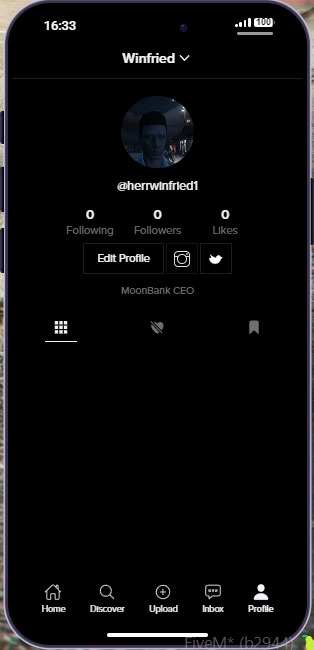 16:33
100
Winfried
@herrwinfried1
0 0 0
Following Followers Likes
Edit Profile
MoonBank CEO
Home Discover Upload Inbox Profile
FiveM* (b2944)